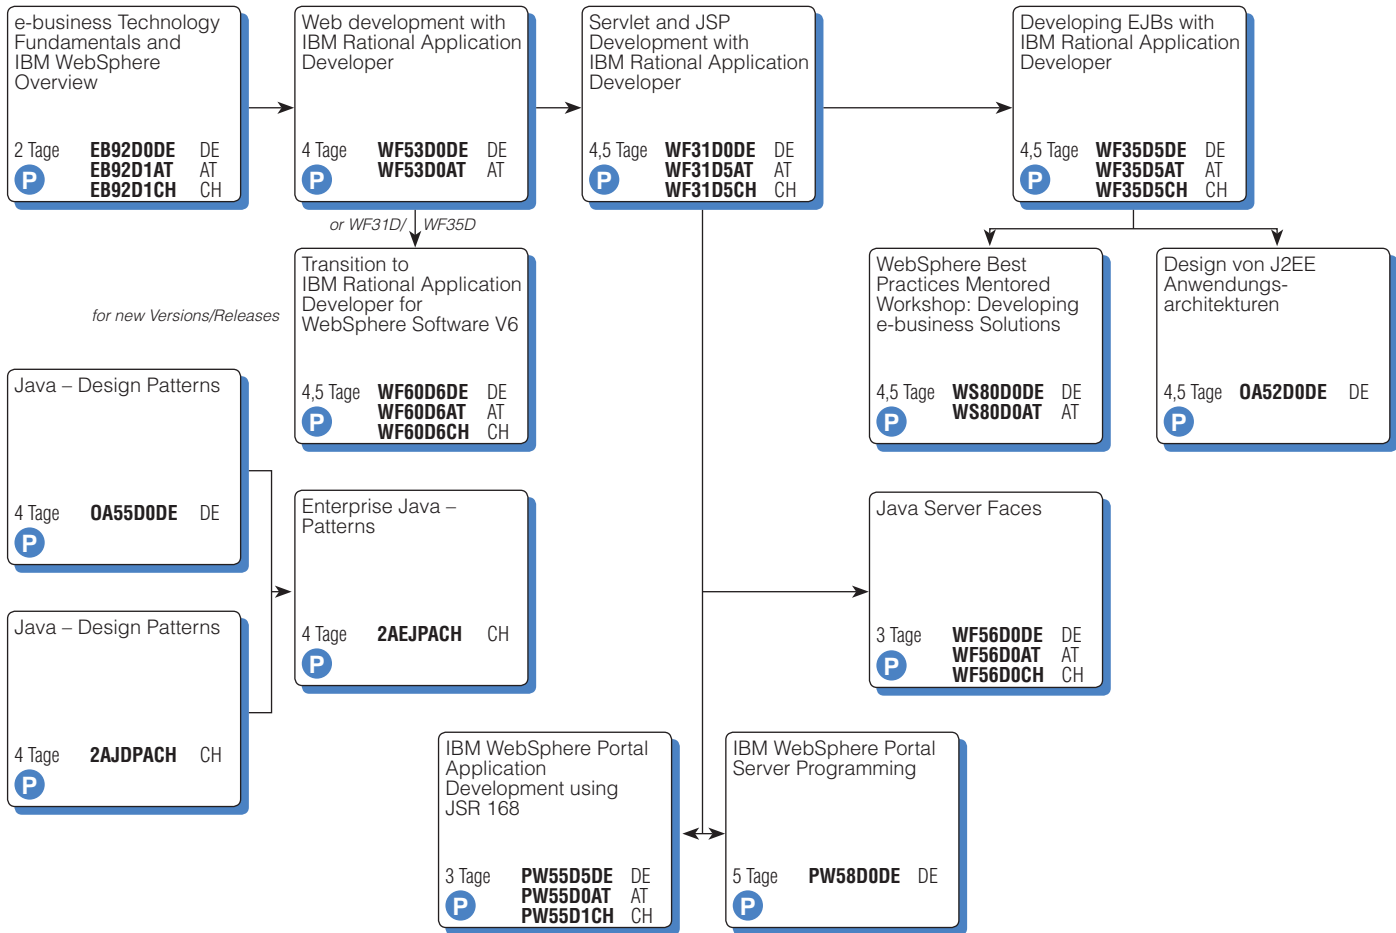 e-business Technology
Fundamentals and
IBM WebSphere
Overview
2 Tage EB92D0DE DE
EB92D1AT AT
EB92D1CH CH
P
Web development with
IBM Rational Application
Developer
4 Tage WF53D0DE DE
WF53D0AT AT
P
Servlet and JSP
Development with
IBM Rational Application
Developer
4,5 Tage WF31D0DE DE
WF31D5AT AT
WF31D5CH CH
P
Developing EJBs with
IBM Rational Application
Developer
4,5 Tage WF35D5DE DE
WF35D5AT AT
WF35D5CH CH
P
or WF31D/ WF35D
for new Versions/Releases
Transition to
IBM Rational Application
Developer for
WebSphere Software V6
4,5 Tage WF60D6DE DE
WF60D6AT AT
WF60D6CH CH
P
WebSphere Best
Practices Mentored
Workshop: Developing
e-business Solutions
4,5 Tage WS80D0DE DE
WS80D0AT AT
P
Design von J2EE
Anwendungs-
architekturen
4,5 Tage OA52D0DE DE
P
Java – Design Patterns
4 Tage OA55D0DE DE
P
Enterprise Java –
Patterns
4 Tage 2AEJPACH CH
P
Java Server Faces
3 Tage WF56D0DE DE
WF56D0AT AT
WF56D0CH CH
P
Java – Design Patterns
4 Tage 2AJDPACH CH
P
IBM WebSphere Portal
Application
Development using
JSR 168
3 Tage PW55D5DE DE
PW55D0AT AT
PW55D1CH CH
P
IBM WebSphere Portal
Server Programming
5 Tage PW58D0DE DE
P